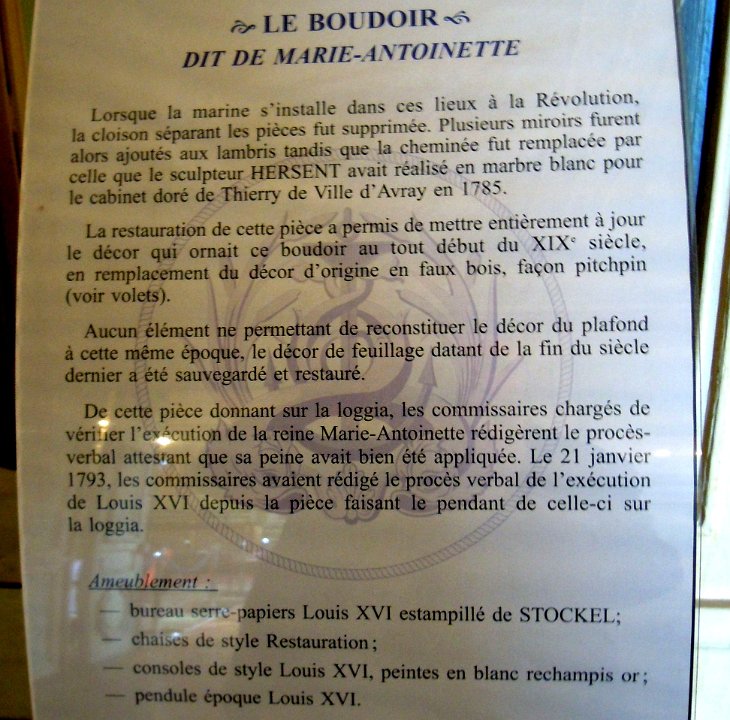 LE BOUDOIR
DIT DE MARIE-ANTOINETTE
Lorsque la marine s'installe dans ces lieux à la Révolution,
la cloison séparant les pièces fut supprimée. Plusieurs miroirs furent
alors ajoutés aux lambris tandis que la cheminée fut remplacée par
celle que le sculpteur HERSENT avait réalisé en marbre blanc pour
le cabinet doré de Thierry de Ville d'Avray en 1785.
La restauration de cette pièce a permis de mettre entièrement à jour
le décor qui ornait ce boudoir au tout début du XIXe siècle,
en remplacement du décor d'origine en faux bois, façon pitchpin
(voir volets).
Aucun élément ne permettant de reconstituer le décor du plafond
à cette même époque, le décor de feuillage datant de la fin du siècle
dernier a été sauvegardé et restauré.
De cette pièce donnant sur la loggia, les commissaires chargés de
vérifier l'exécution de la reine Marie-Antoinette rédigèrent le procès-
verbal attestant que sa peine avait bien été appliquée. Le 21 janvier
1793, les commissaires avaient rédigé le procès verbal de l'exécution
de Louis XVI depuis la pièce faisant le pendant de celle-ci sur
la loggia.
Ameublement :
— bureau serre-papiers Louis XVI estampillé de STOCKEL;
— chaises de style Restauration;
— consoles de style Louis XVI, peintes en blanc rechampis or;
— pendule époque Louis XVI.